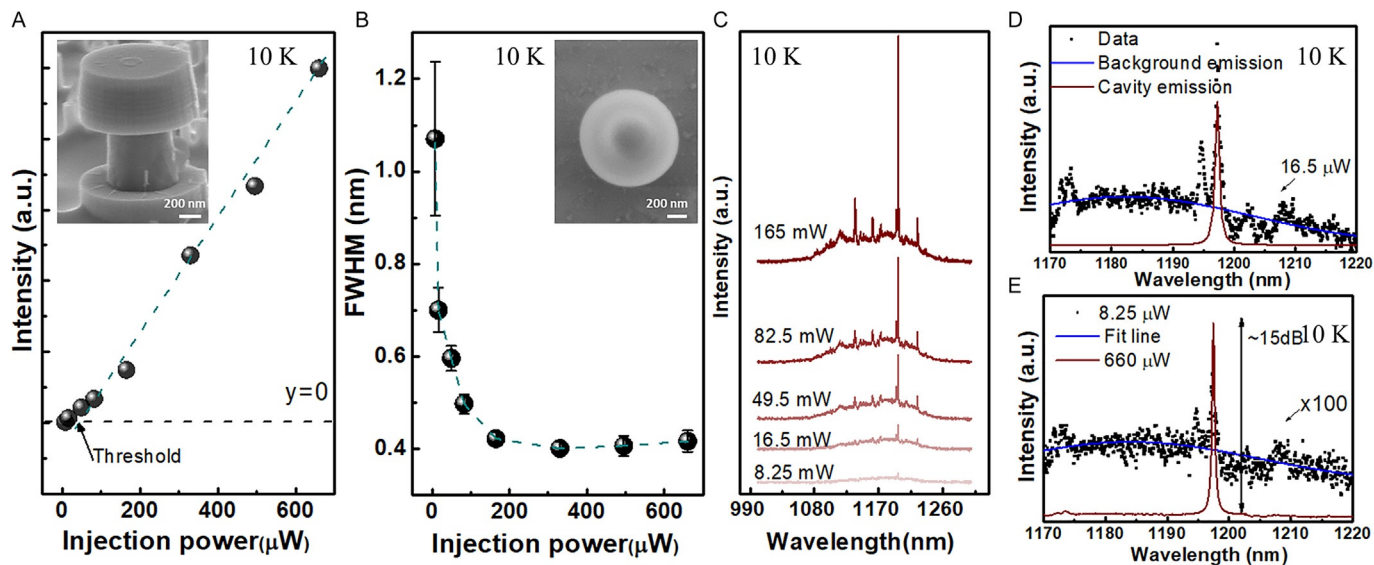 A
10 K
200 nm
y=0
Threshold
Intensity (a.u.)
0
200
400
600
Injection power(μW)
B
10 K
200 nm
FWHM (nm)
1.2
1.0
0.8
0.6
0.4
0
200
400
600
Injection power(μW)
C
10 K
165 mW
82.5 mW
49.5 mW
16.5 mW
8.25 mW
Intensity (a.u.)
990
1080
1170
1260
Wavelength(nm)
D
Data
Background emission
Cavity emission
10 K
16.5 μW
Intensity (a.u.)
1170
1180
1190
1200
1210
1220
Wavelength (nm)
E
8.25 μW
Fit line
660 μW
~15dB
10 K
x100
Intensity (a.u.)
1170
1180
1190
1200
1210
1220
Wavelength (nm)